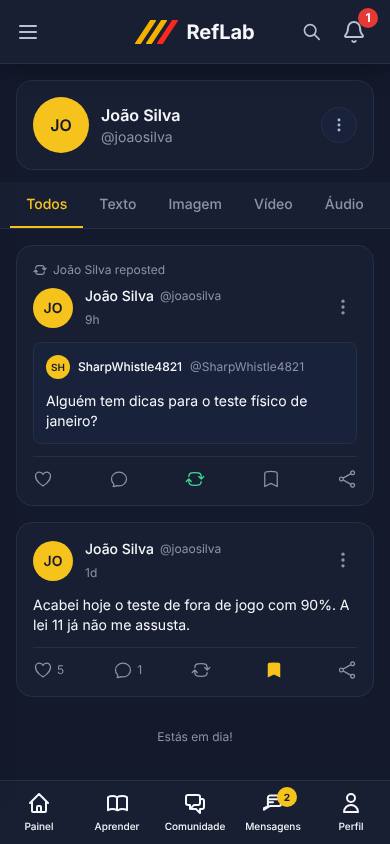 RefLab
1
JO
João Silva
@joaosilva
Todos Texto Imagem Vídeo Áudio
João Silva reposted
JO
João Silva @joaosilva
9h
SH SharpWhistle4821 @SharpWhistle4821
Alguém tem dicas para o teste físico de
janeiro?
JO
João Silva @joaosilva
1d
Acabei hoje o teste de fora de jogo com 90%. A
lei 11 já não me assusta.
5 1
Estás em dia!
2
Painel Aprender Comunidade Mensagens Perfil